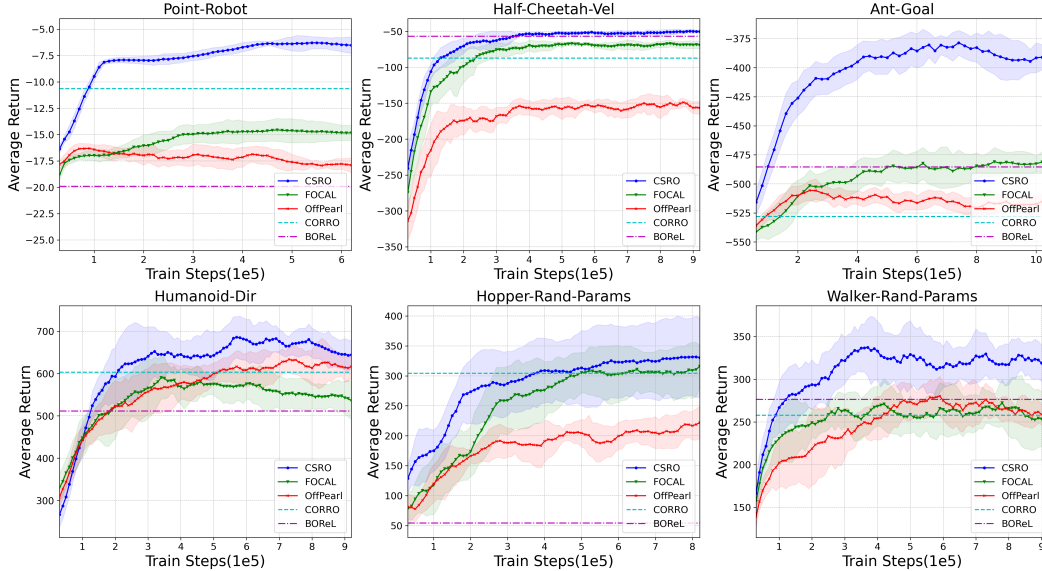 Point-Robot
Average Return
−5.0
−7.5
−10.0
−12.5
−15.0
−17.5
−20.0
−22.5
−25.0
1 2 3 4 5 6
Train Steps(1e5)
CSRO
FOCAL
OffPearl
CORRO
BOReL
Half-Cheetah-Vel
Average Return
−50
−100
−150
−200
−250
−300
−350
1 2 3 4 5 6 7 8 9
Train Steps(1e5)
CSRO
FOCAL
OffPearl
CORRO
BOReL
Ant-Goal
Average Return
−375
−400
−425
−450
−475
−500
−525
−550
2 4 6 8 10
Train Steps(1e5)
CSRO
FOCAL
OffPearl
CORRO
BOReL
Humanoid-Dir
Average Return
700
600
500
400
300
1 2 3 4 5 6 7 8 9
Train Steps(1e5)
CSRO
FOCAL
OffPearl
CORRO
BOReL
Hopper-Rand-Params
Average Return
400
350
300
250
200
150
100
50
1 2 3 4 5 6 7 8
Train Steps(1e5)
CSRO
FOCAL
OffPearl
CORRO
BOReL
Walker-Rand-Params
Average Return
350
300
250
200
150
1 2 3 4 5 6 7 8 9
Train Steps(1e5)
CSRO
FOCAL
OffPearl
CORRO
BOReL